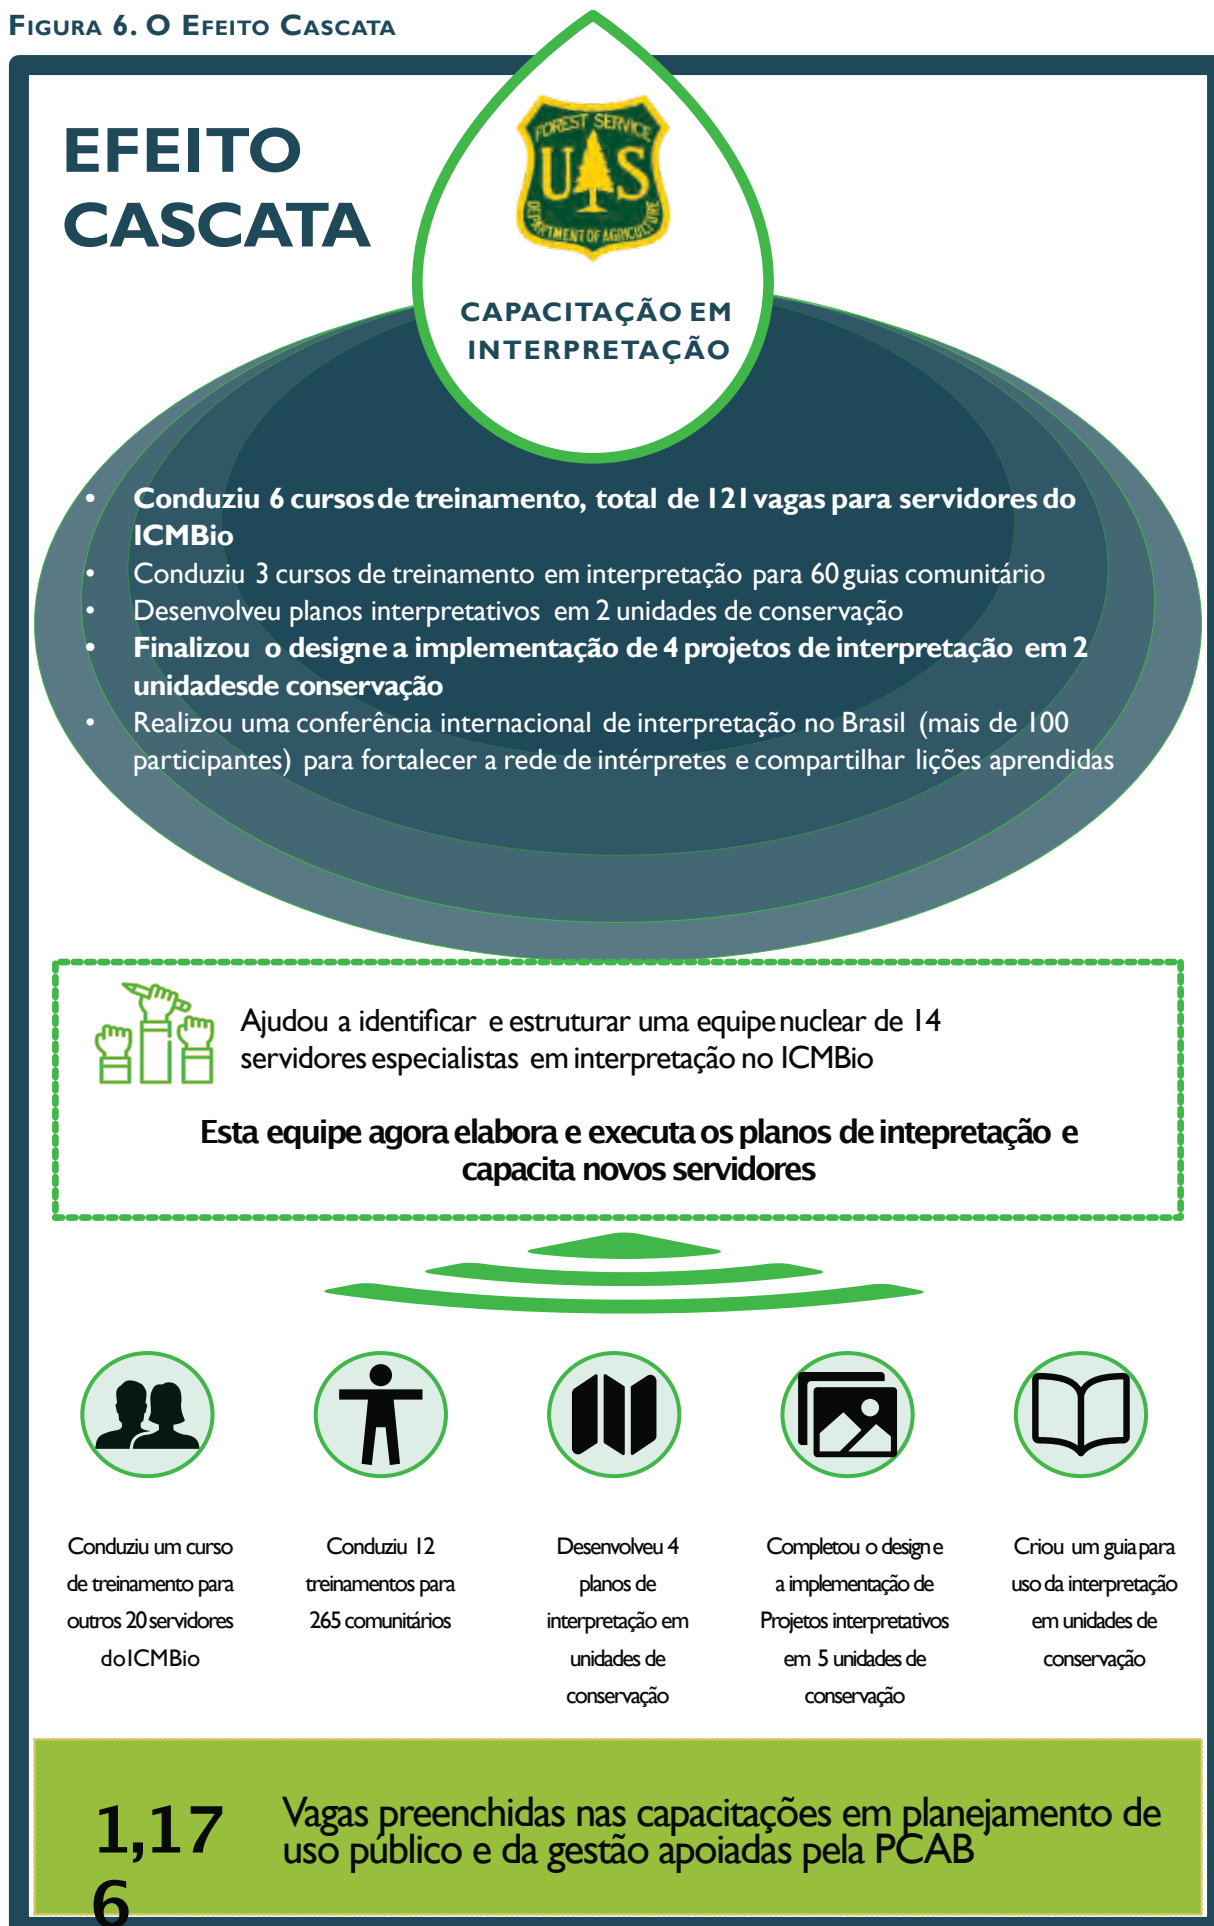 FIGURA 6. O EFEITO CASCATA
EFEITO
CASCATA
FOREST SERVICE
UAS
DEPARTMENT OF AGRICULTURE
CAPACITAÇÃO EM
INTERPRETAÇÃO
• Conduziu 6 cursos de treinamento, total de 121 vagas para servidores do
ICMBio
• Conduziu 3 cursos de treinamento em interpretação para 60 guias comunitário
• Desenvolveu planos interpretativos em 2 unidades de conservação
• Finalizou o design e a implementação de 4 projetos de interpretação em 2
unidadesde conservação
• Realizou uma conferência internacional de interpretação no Brasil (mais de 100
participantes) para fortalecer a rede de intérpretes e compartilhar lições aprendidas
Ajudou a identificar e estruturar uma equipe nuclear de 14
servidores especialistas em interpretação no ICMBio
Esta equipe agora elabora e executa os planos de intepretação e
capacita novos servidores
Conduziu um curso
de treinamento para
outros 20 servidores
do ICMBio
Conduziu 12
treinamentos para
265 comunitários
Desenvolveu 4
planos de
interpretação em
unidades de
conservação
Completou o design e
a implementação de
Projetos interpretativos
em 5 unidades de
conservação
Criou um guia para
uso da interpretação
em unidades de
conservação
1,17
6
Vagas preenchidas nas capacitações em planejamento de
uso público e da gestão apoiadas pela PCAB